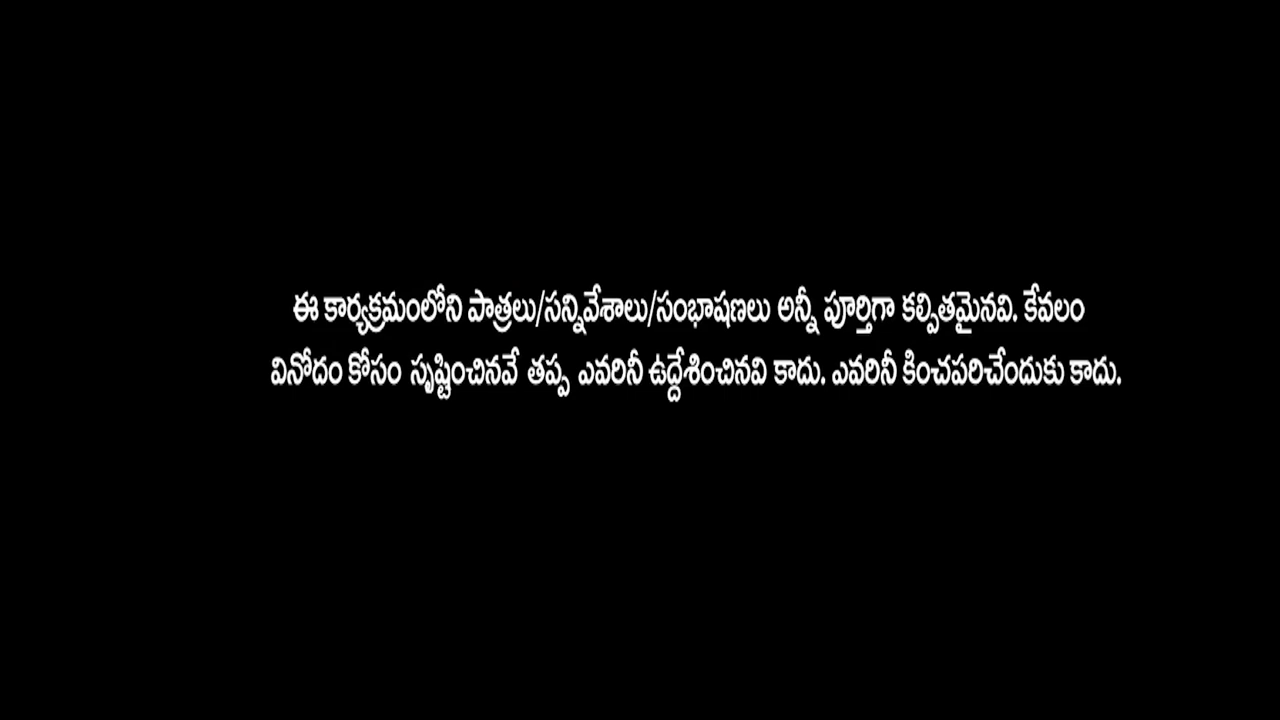 ఈ కార్యక్రమంలోని పాత్రలు/సన్నివేశాలు/సంభాషణలు అన్నీ పూర్తిగా కల్పితమైనవి. కేవలం
వినోదం కోసం సృష్టించినవే తప్ప ఎవరినీ ఉద్దేశించినవి కాదు. ఎవరినీ కించపరిచేందుకు కాదు.